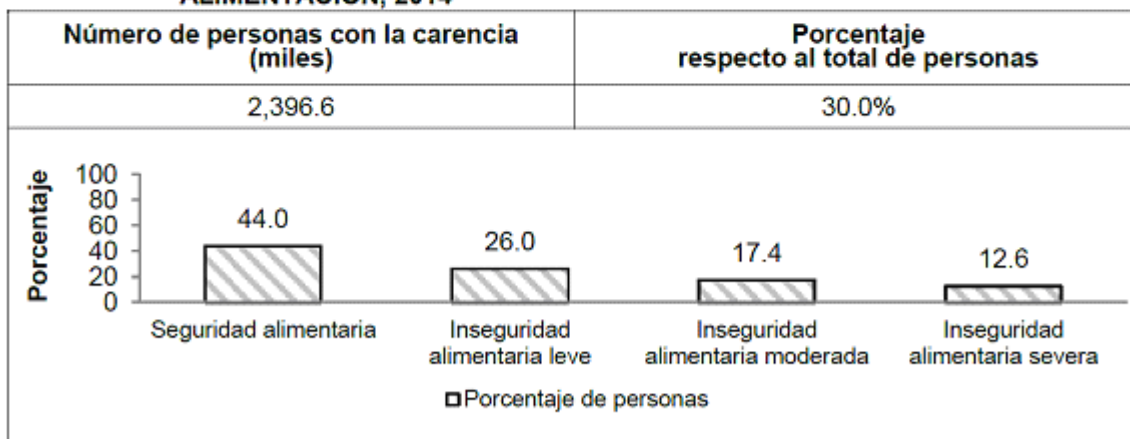 ALIMENTACIÓN, 2014
Número de personas con la carencia
(miles)
Porcentaje
respecto al total de personas
2,396.6
30.0%
Porcentaje
100
80
60
40
20
0
44.0
26.0
17.4
12.6
Seguridad alimentaria
Inseguridad
alimentaria leve
Inseguridad
alimentaria moderada
Inseguridad
alimentaria severa
Porcentaje de personas